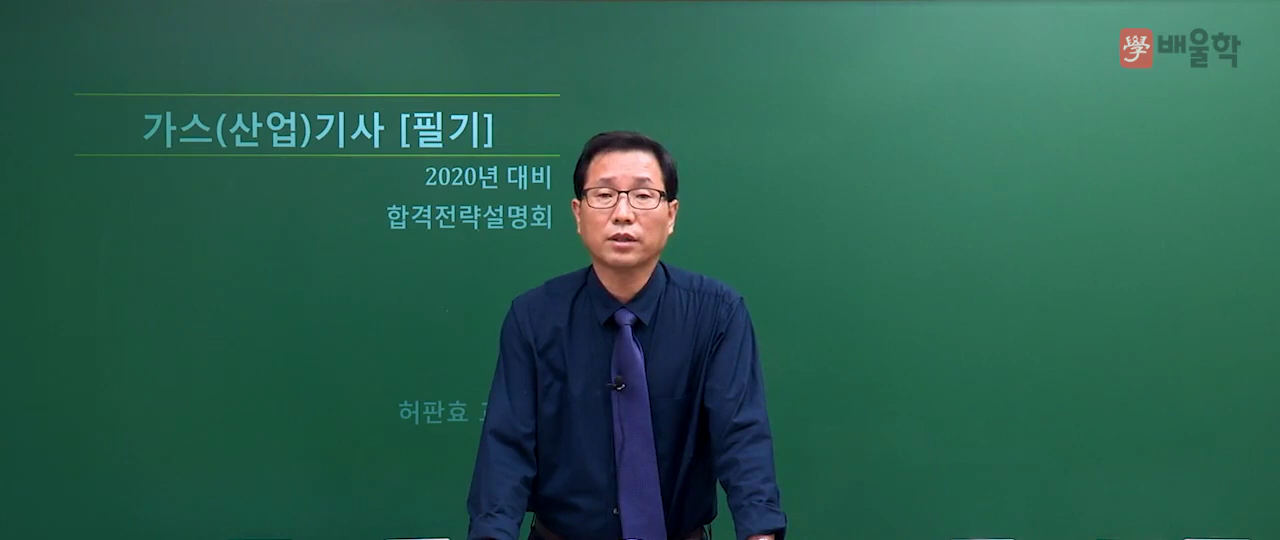 學 배울학
가스(산업)기사 [필기]
2020년 대비
합격전략설명회
허판효